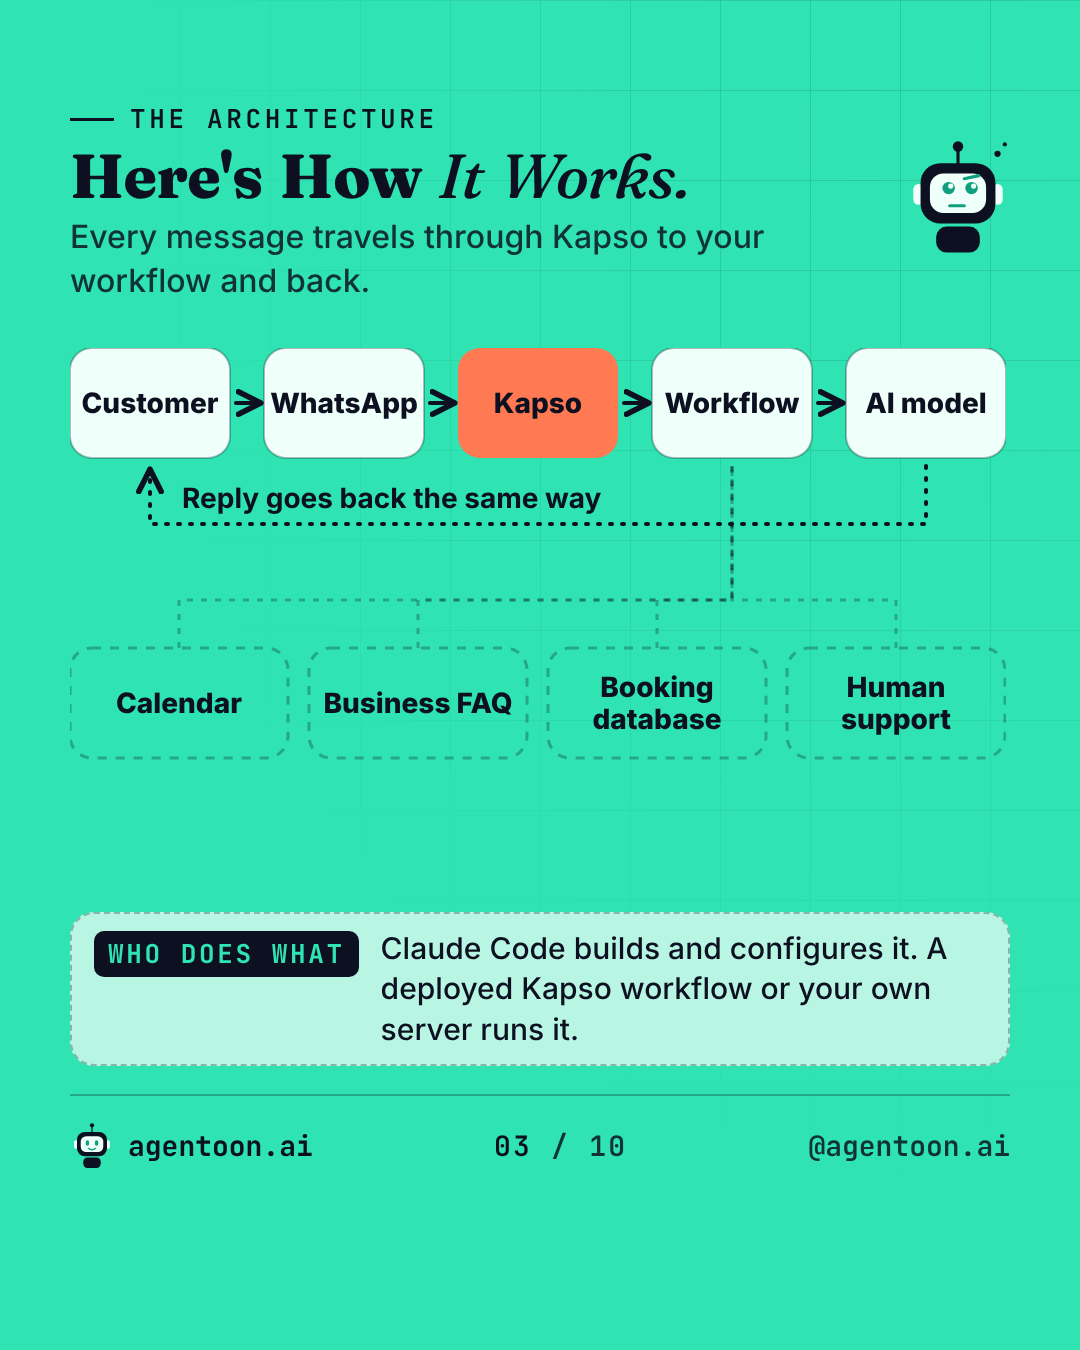 THE ARCHITECTURE
Here's How It Works.
Every message travels through Kapso to your
workflow and back.
Customer
WhatsApp
Kapso
Workflow
AI model
Reply goes back the same way
Calendar
Business FAQ
Booking
database
Human
support
WHO DOES WHAT
Claude Code builds and configures it. A
deployed Kapso workflow or your own
server runs it.
agentoon.ai
03 / 10
@agentoon.ai